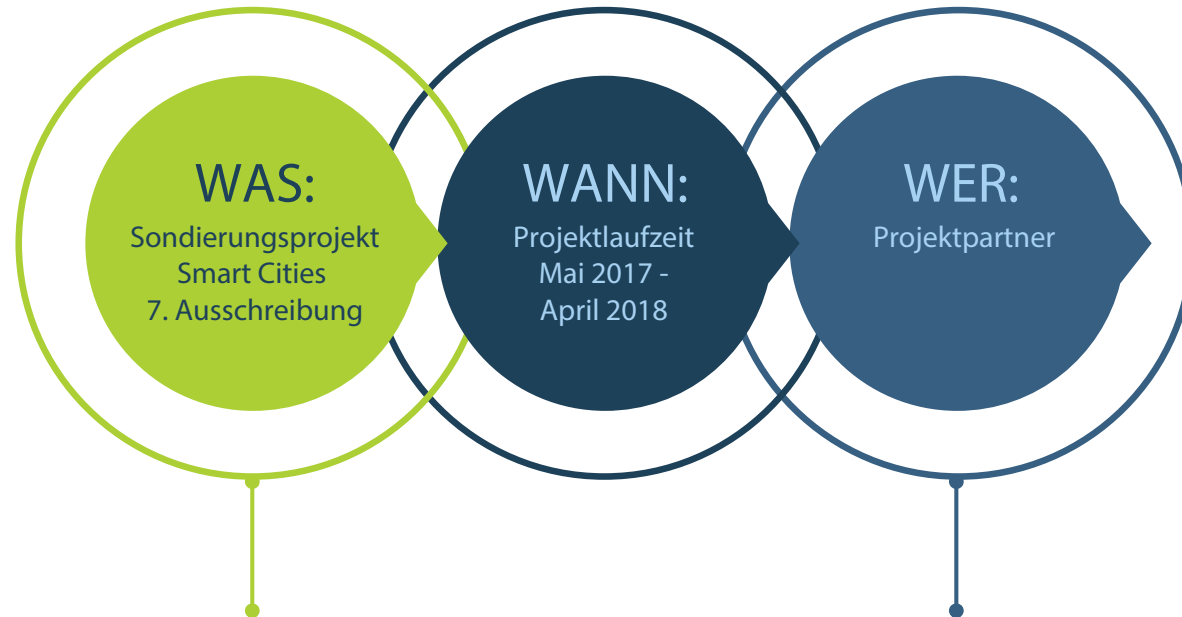 WAS:
Sondierungsprojekt
Smart Cities
7. Ausschreibung
WANN:
Projektlaufzeit
Mai 2017 -
April 2018
WER:
Projektpartner